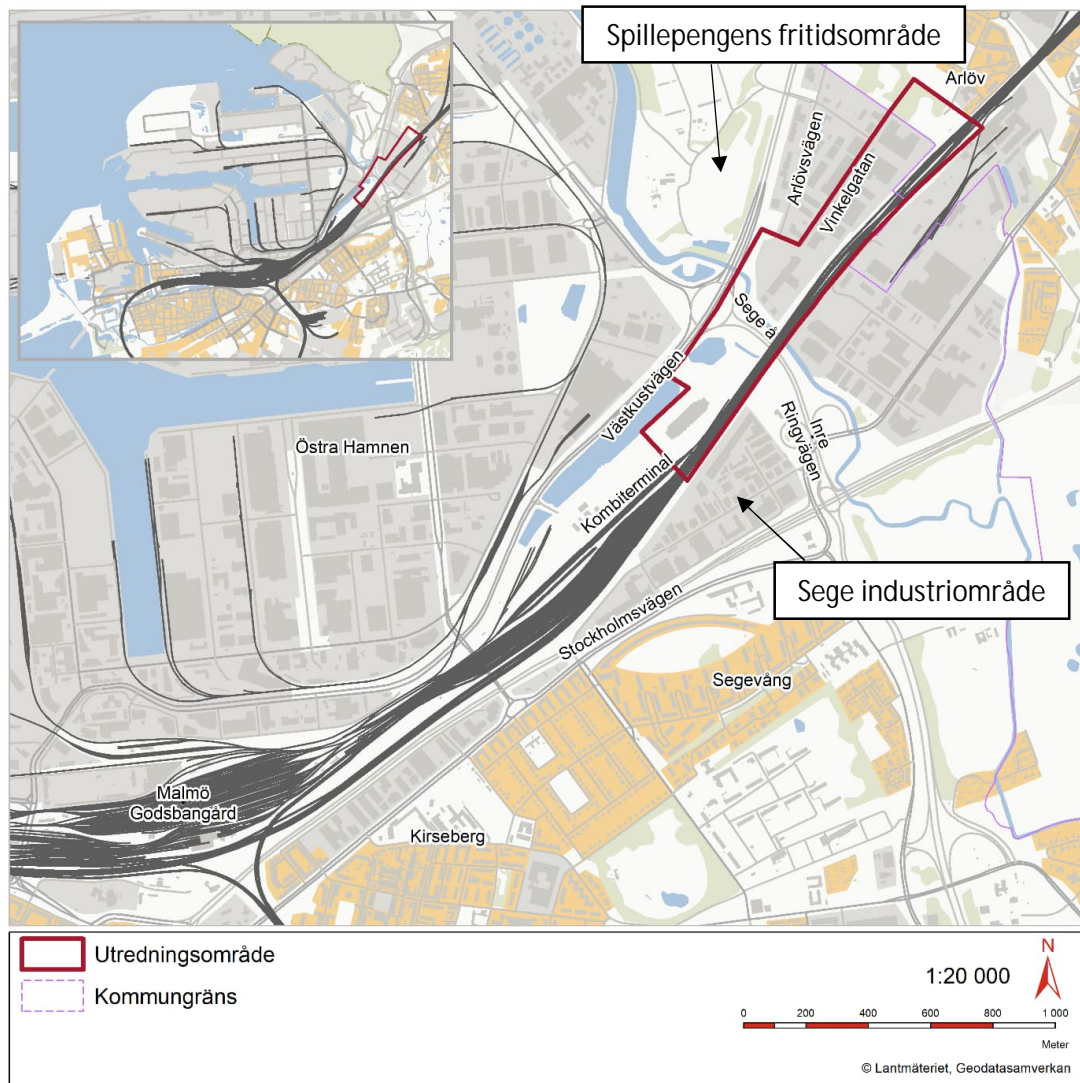 Spillepengens fritidsområde
Arlöv
Arlövsvägen
Vinkelgatan
Sege å
Västkustvägen
Inre
Ringvägen
Östra Hamnen
Kombiterminal
Sege industriområde
Stockholmsvägen
Segevång
Malmö
Godsbangård
Kirseberg
Utredningsområde
Kommungräns
1:20 000
N
0 200 400 600 800 1 000
Meter
© Lantmäteriet, Geodatasamverkan